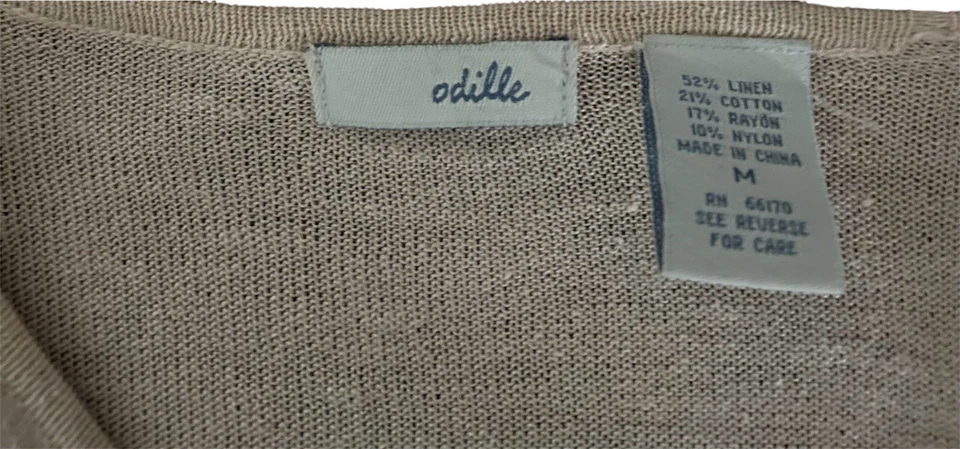 odille
52% LINEN
21% COTTON
17% RAYON
10% NYLON
MADE IN CHINA
M
RN 66170
SEE REVERSE
FOR CARE